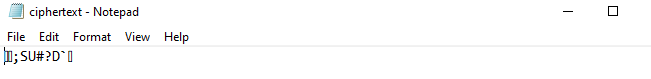 ciphertext - Notepad
File Edit Format View Help
;SU#?D`